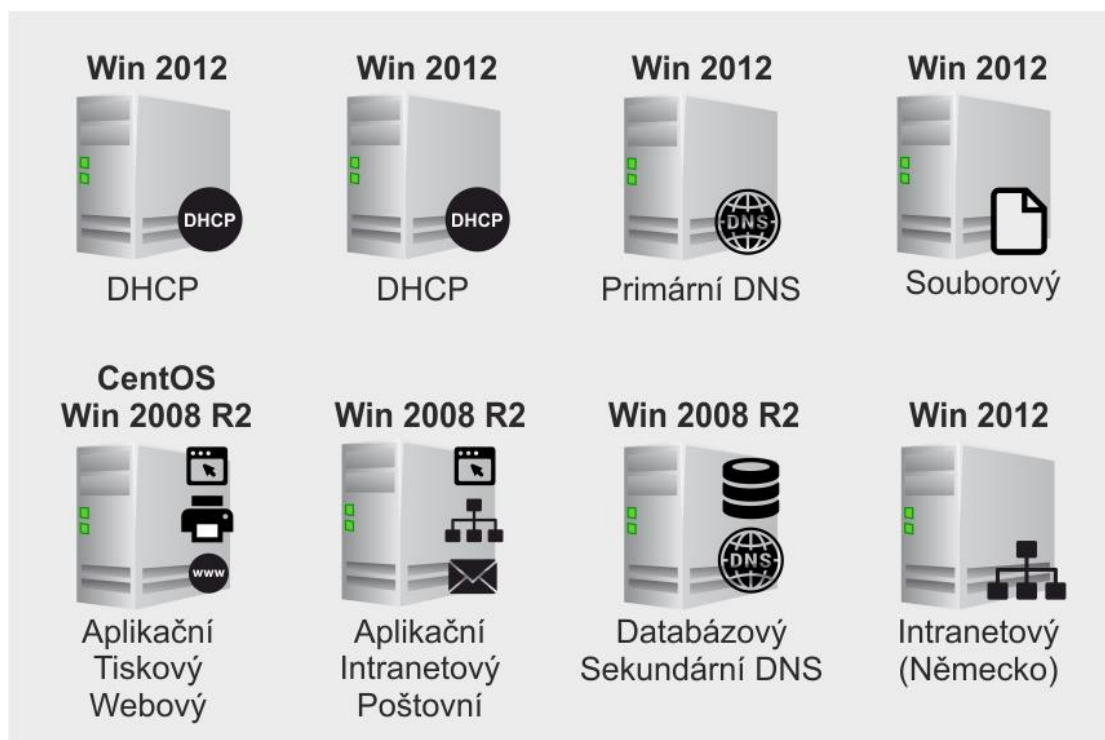 Win 2012
Win 2012
Win 2012
Win 2012
DHCP
DHCP
DNS
DHCP
DHCP
Primární DNS
Souborový
CentOS
Win 2008 R2
Win 2008 R2
Win 2008 R2
Win 2012
www
DNS
Aplikační
Tiskový
Webový
Aplikační
Intranetový
Poštovní
Databázový
Sekundární DNS
Intranetový
(Německo)